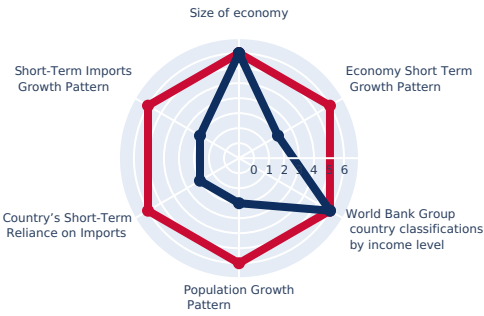 Size of economy
Short-Term Imports
Growth Pattern
Economy Short Term
Growth Pattern
0 1 2 3 4 5 6
Country’s Short-Term
Reliance on Imports
World Bank Group
country classifications
by income level
Population Growth
Pattern